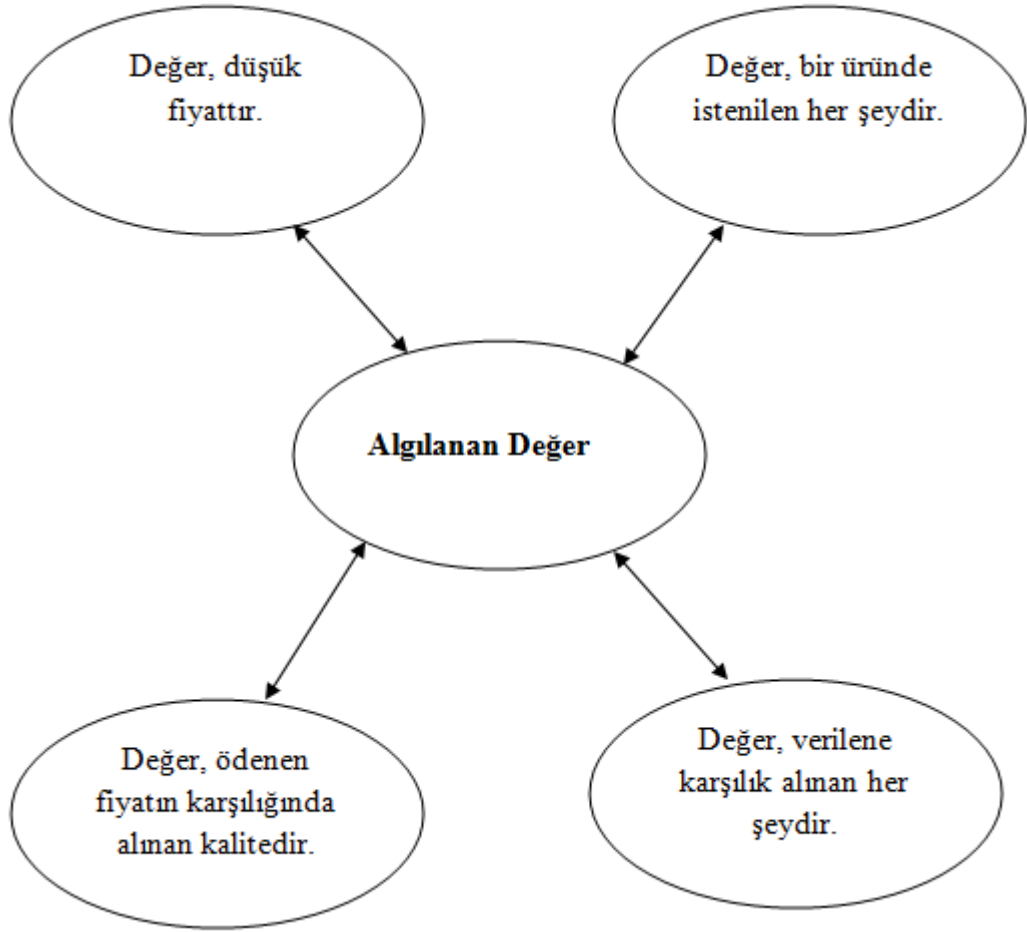 Değer, düşük
fiyattır.
Değer, bir üründe
istenilen her şeydir.
Algılanan Değer
Değer, ödenen
fiyatın karşılığında
alınan kalitedir.
Değer, verilene
karşılık alınan her
şeydir.